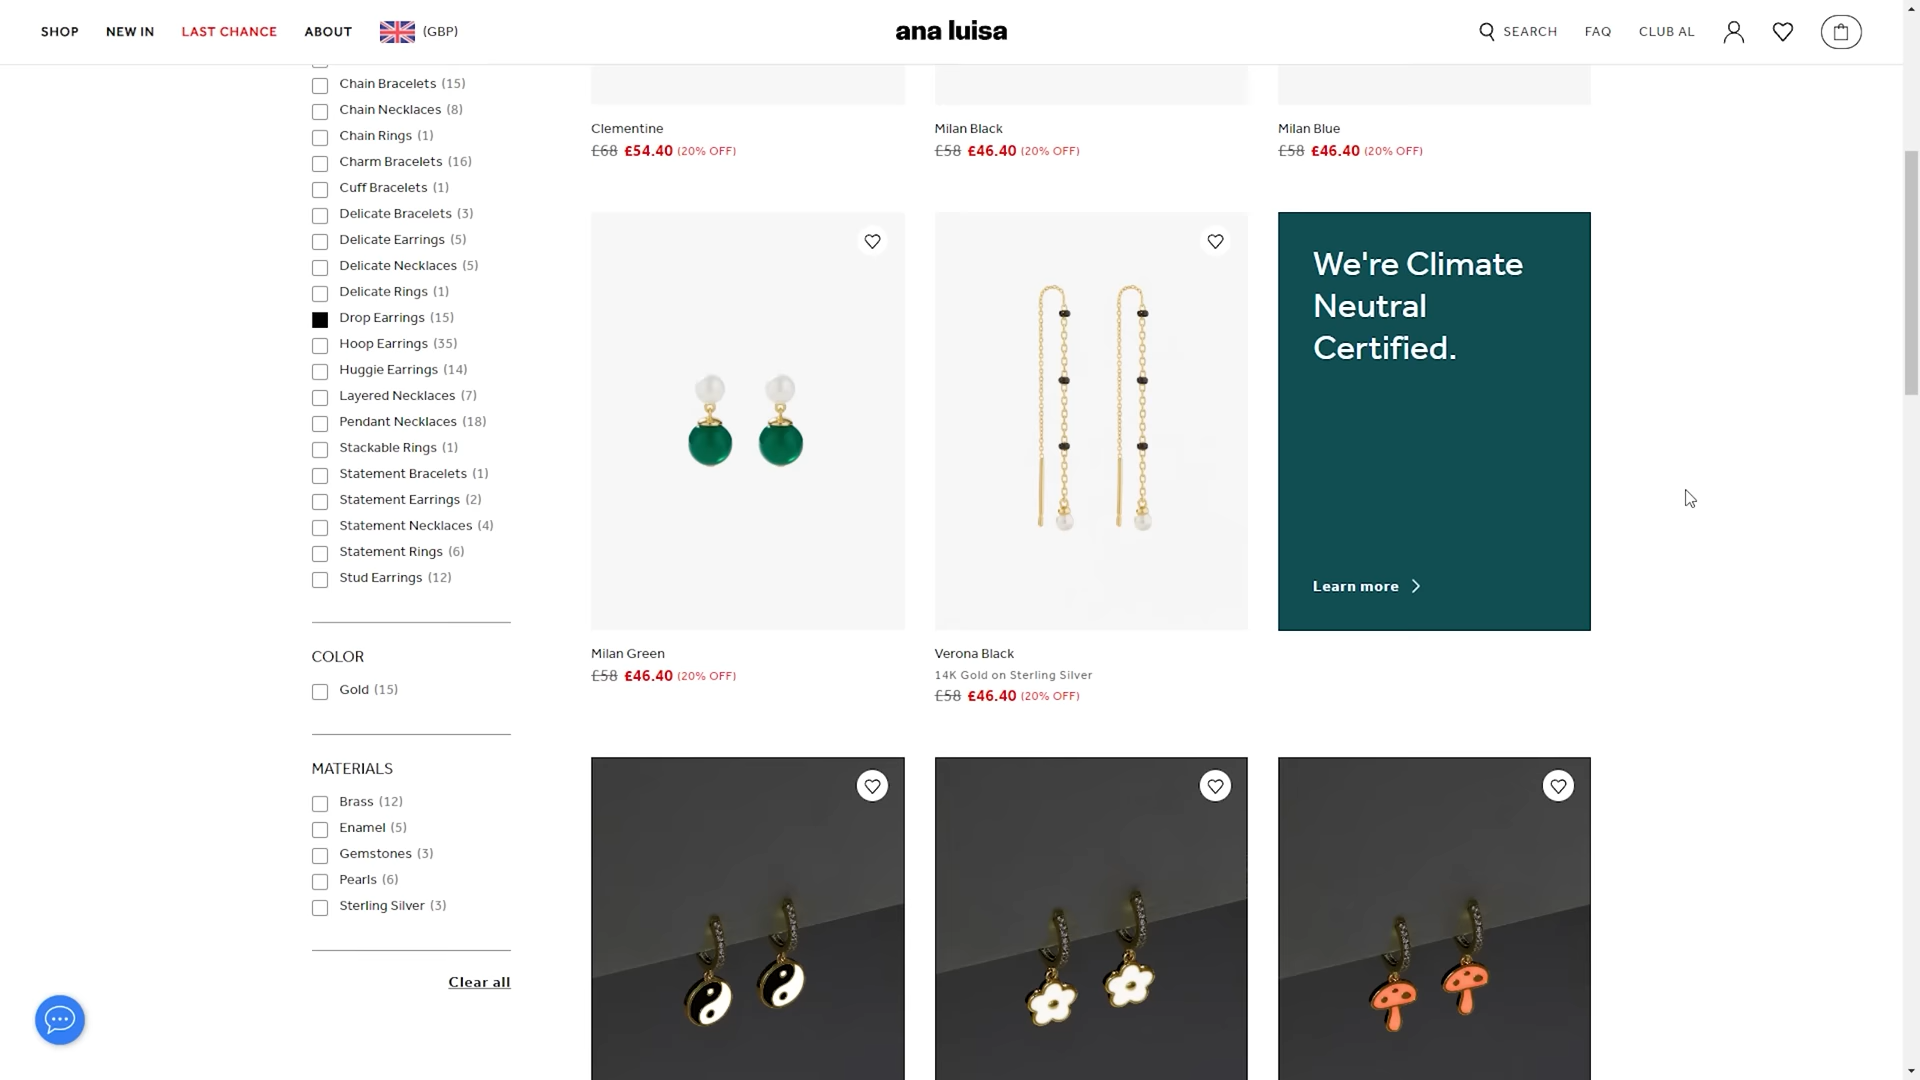 SHOP NEW IN LAST CHANCE ABOUT (GBP) ana luisa SEARCH FAQ CLUB AL
Chain Bracelets (15)
Chain Necklaces (8)
Chain Rings (1)
Charm Bracelets (16)
Cuff Bracelets (1)
Delicate Bracelets (3)
Delicate Earrings (5)
Delicate Necklaces (5)
Delicate Rings (1)
Drop Earrings (15)
Hoop Earrings (35)
Huggie Earrings (14)
Layered Necklaces (7)
Pendant Necklaces (18)
Stackable Rings (1)
Statement Bracelets (1)
Statement Earrings (2)
Statement Necklaces (4)
Statement Rings (6)
Stud Earrings (12)
COLOR
Gold (15)
MATERIALS
Brass (12)
Enamel (5)
Gemstones (3)
Pearls (6)
Sterling Silver (3)
Clear all
Clementine
£68 £54.40 (20% OFF)
Milan Black
£58 £46.40 (20% OFF)
Milan Blue
£58 £46.40 (20% OFF)
We're Climate
Neutral
Certified.
Learn more
Milan Green
£58 £46.40 (20% OFF)
Verona Black
14K Gold on Sterling Silver
£58 £46.40 (20% OFF)